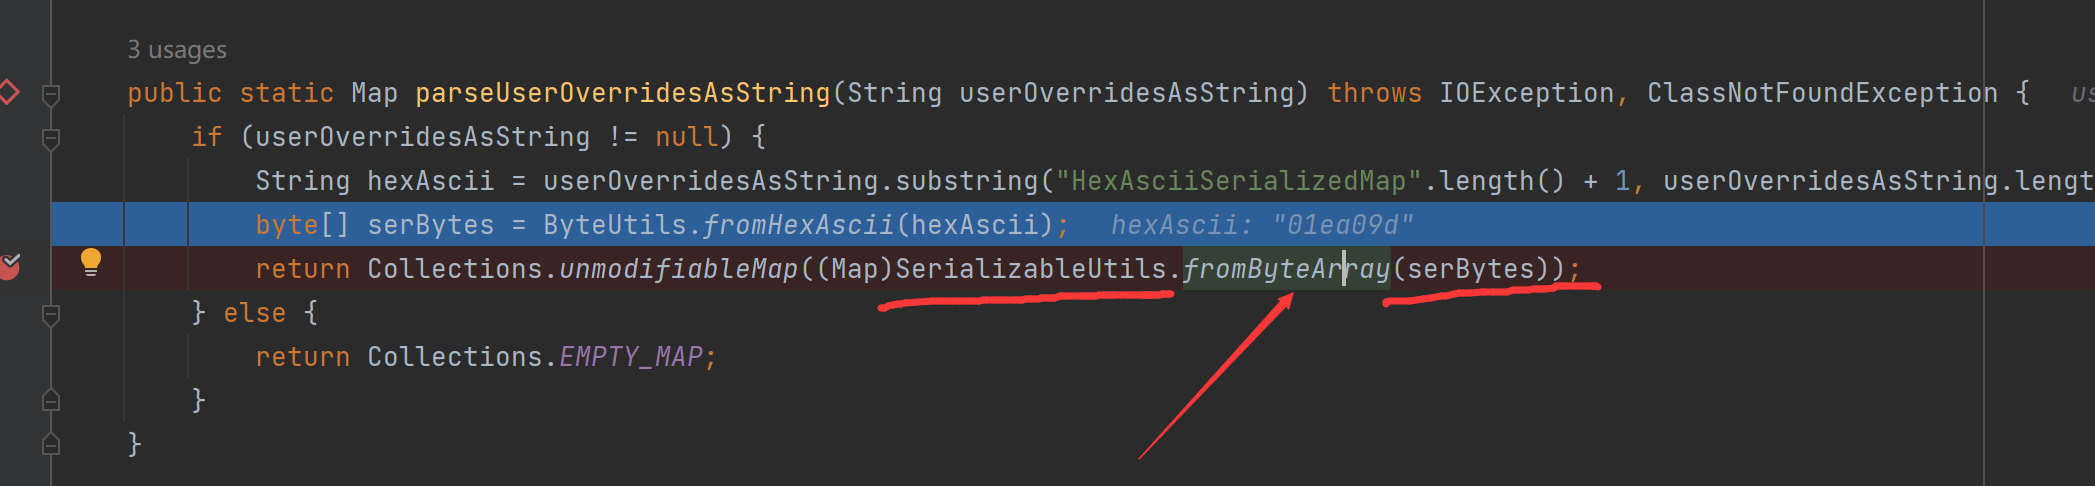 3 usages
public static Map parseUserOverridesAsString(String userOverridesAsString) throws IOException, ClassNotFoundException {   us
if (userOverridesAsString != null) {
String hexAscii = userOverridesAsString.substring("HexAsciiSerializedMap".length() + 1, userOverridesAsString.lengt
byte[] serBytes = ByteUtils.fromHexAscii(hexAscii);   hexAscii: "01ea09d"
return Collections.unmodifiableMap((Map)SerializableUtils.fromByteArray(serBytes));
} else {
return Collections.EMPTY_MAP;
}
}